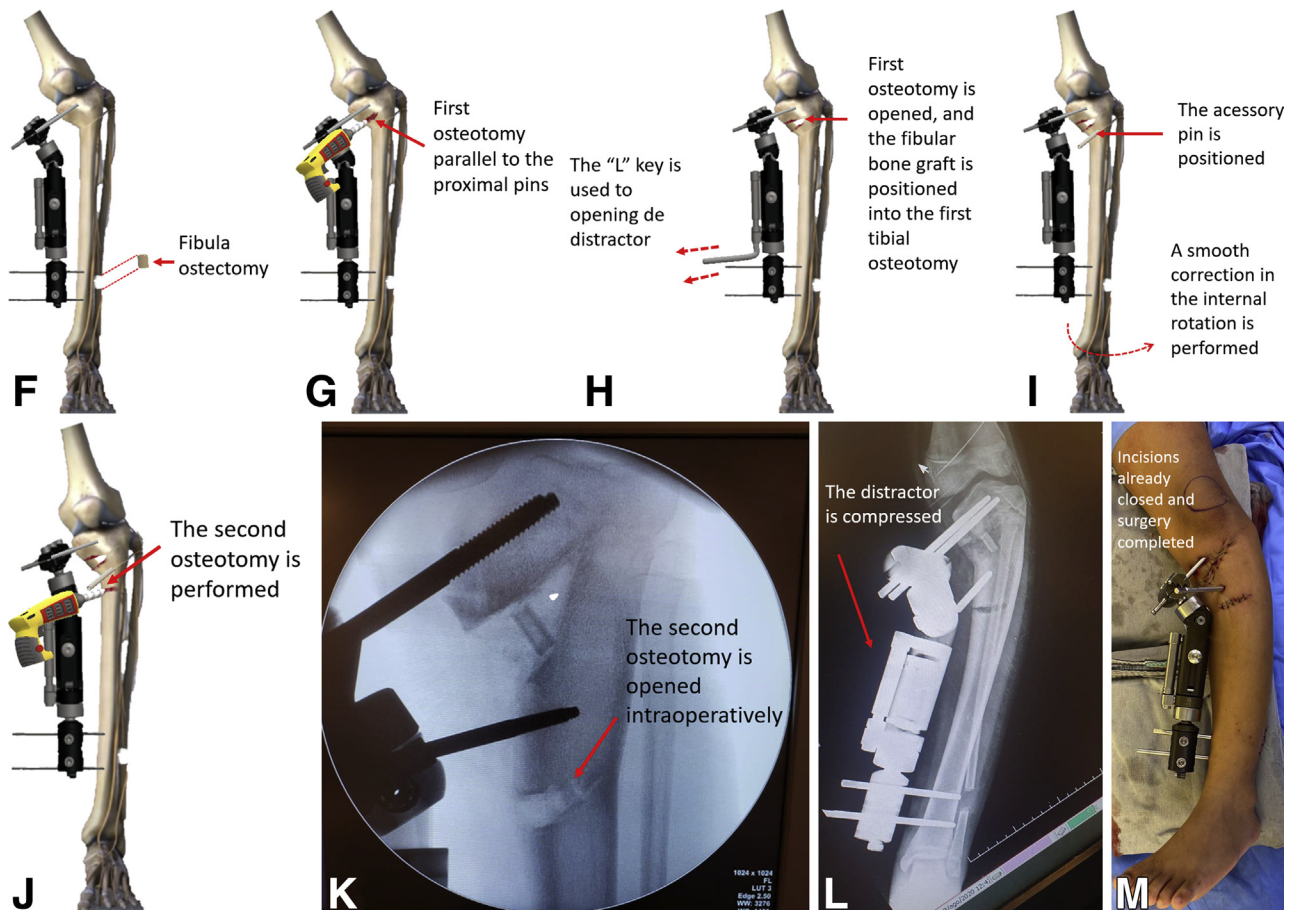 Fibula
ostectomy
F
First
osteotomy
parallel to the
proximal pins
G
The “L” key is
used to
opening de
distractor
First
osteotomy is
opened, and
the fibular
bone graft is
positioned
into the first
tibial
osteotomy
H
The acessory
pin is
positioned
A smooth
correction in
the internal
rotation is
performed
I
The second
osteotomy is
performed
J
The second
osteotomy is
opened
intraoperatively
1024 x 1024
FL
LUT 3
Edge 2.50
WW: 3276
K
The distractor
is compressed
L
Incisions
already
closed and
surgery
completed
M